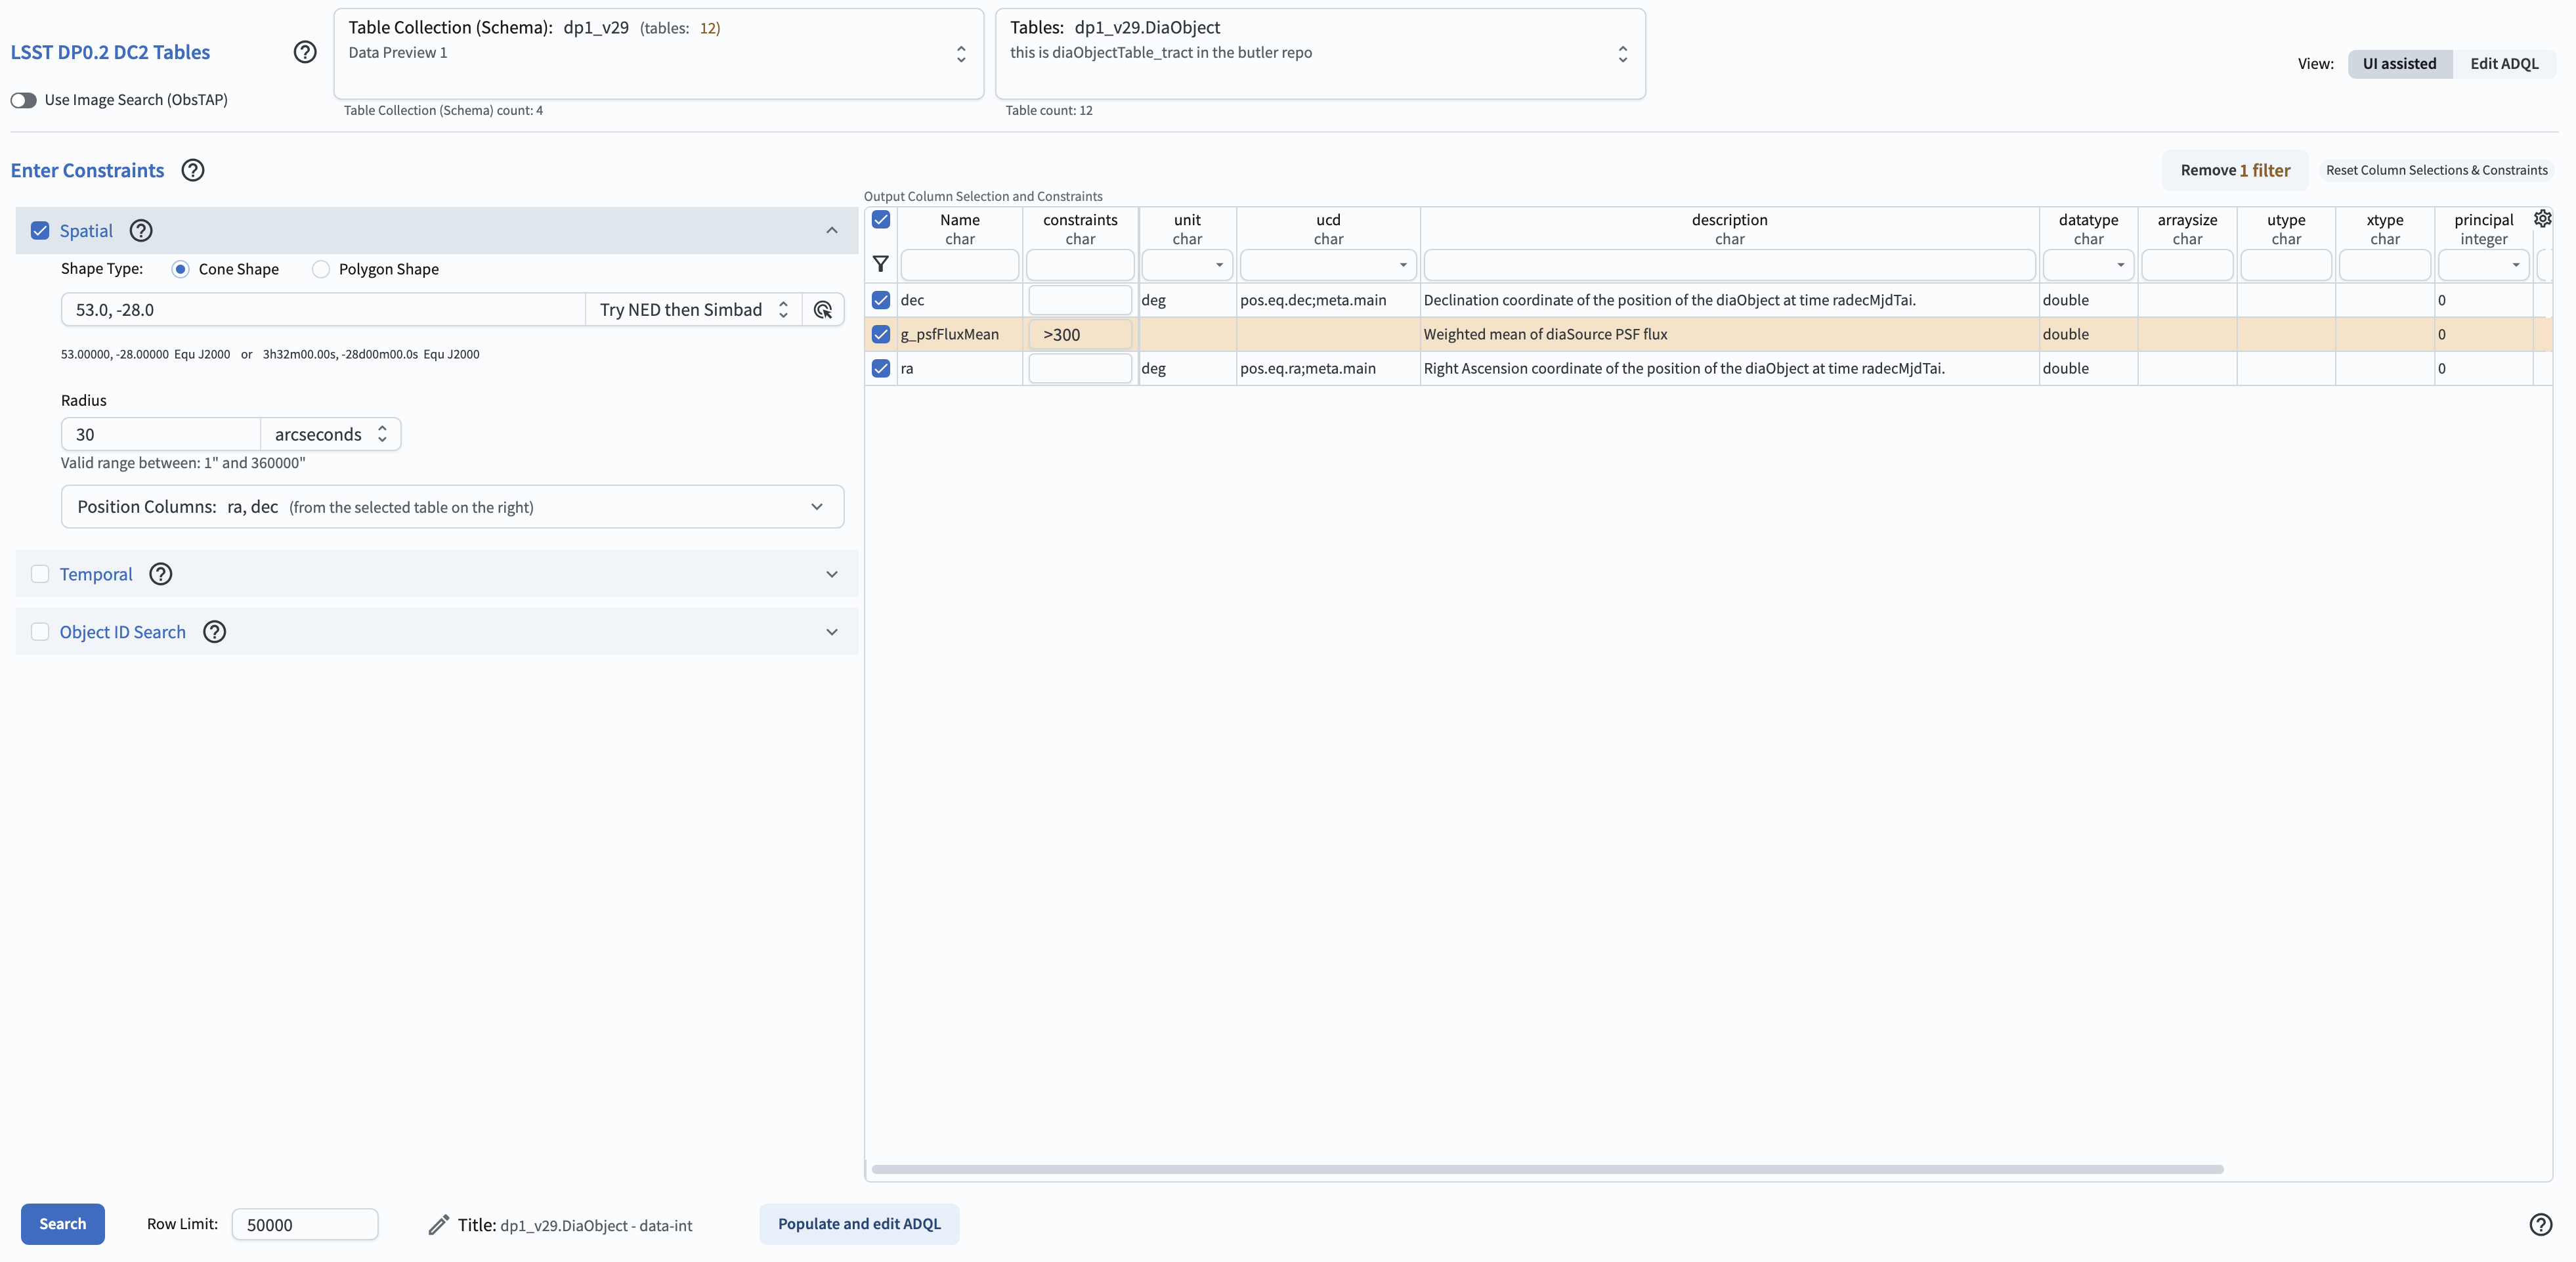 LSST DP0.2 DC2 Tables
Use Image Search (ObsTAP)
Table Collection (Schema): dp1_v29 (tables: 12)
Data Preview 1
Table Collection (Schema) count: 4
Tables: dp1_v29.DiaObject
this is diaObjectTable_tract in the butler repo
Table count: 12
View: UI assisted Edit ADQL
Enter Constraints
Remove 1 filter Reset Column Selections & Constraints
Spatial
Shape Type: Cone Shape Polygon Shape
53.0, -28.0 Try NED then Simbad
53.00000, -28.00000 Equ J2000 or 3h32m00.00s, -28d00m00.0s Equ J2000
Radius
30 arcseconds
Valid range between: 1" and 360000"
Position Columns: ra, dec (from the selected table on the right)
Temporal
Object ID Search
Output Column Selection and Constraints
Name constraints unit ucd description datatype arraysize utype xtype principal
char char char char char char char char char integer
dec deg pos.eq.dec;meta.main Declination coordinate of the position of the diaObject at time radecMjdTai. double 0
g_psfFluxMean >300 Weighted mean of diaSource PSF flux double 0
ra deg pos.eq.ra;meta.main Right Ascension coordinate of the position of the diaObject at time radecMjdTai. double 0
Search Row Limit: 50000 Title: dp1_v29.DiaObject - data-int Populate and edit ADQL